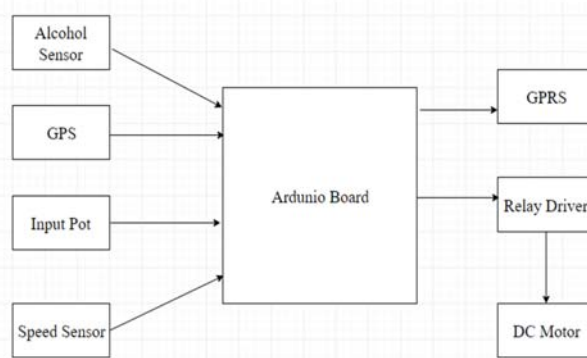 Alcohol
Sensor
GPS
Input Pot
Speed Sensor
Ardunio Board
GPRS
Relay Driver
DC Motor